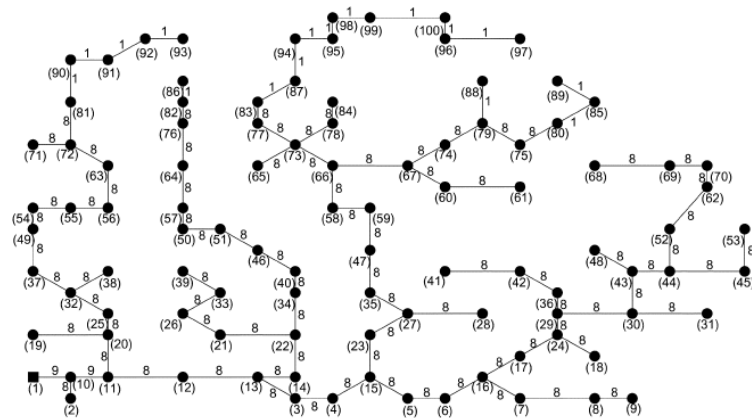 (98) (99) (100)
1 1 1
(92) (93) (94) (95) (96) (97)
1 1 1
(90) (91) (86) (87) (88) (89)
1 1 1 1 1
(81) (82) (83) (84) (85)
8 8 8 8 1 1
(76) (77) (78) (79) (80)
8 8 8 8 8
(71) (72) (73) (74) (75)
8 8 8 8 8
(63) (64) (65) (66) (67) (68) (69) (70)
8 8 8 8 8 8 8
(60) (61) (62)
8 8
(54) (55) (56) (57) (58) (59)
8 8 8 8 8
(49) (50) (51) (52) (53)
8 8 8 8 8
(46) (47) (48)
8 8 8 8 8
(37) (38) (39) (40) (41) (42) (43) (44) (45)
8 8 8 8 8 8
(32) (33) (34) (35) (36)
8 8 8 8 8
(25) (26) (27) (28) (29) (30) (31)
8 8 8 8 8
(19) (20) (21) (22) (23) (24)
8 8 8 8 8
(17) (18)
9 9 8 8 8 8 8
(1) (10) (11) (12) (13) (14) (15) (16)
8 8 8 8 8 8 8
(2) (3) (4) (5) (6) (7) (8) (9)